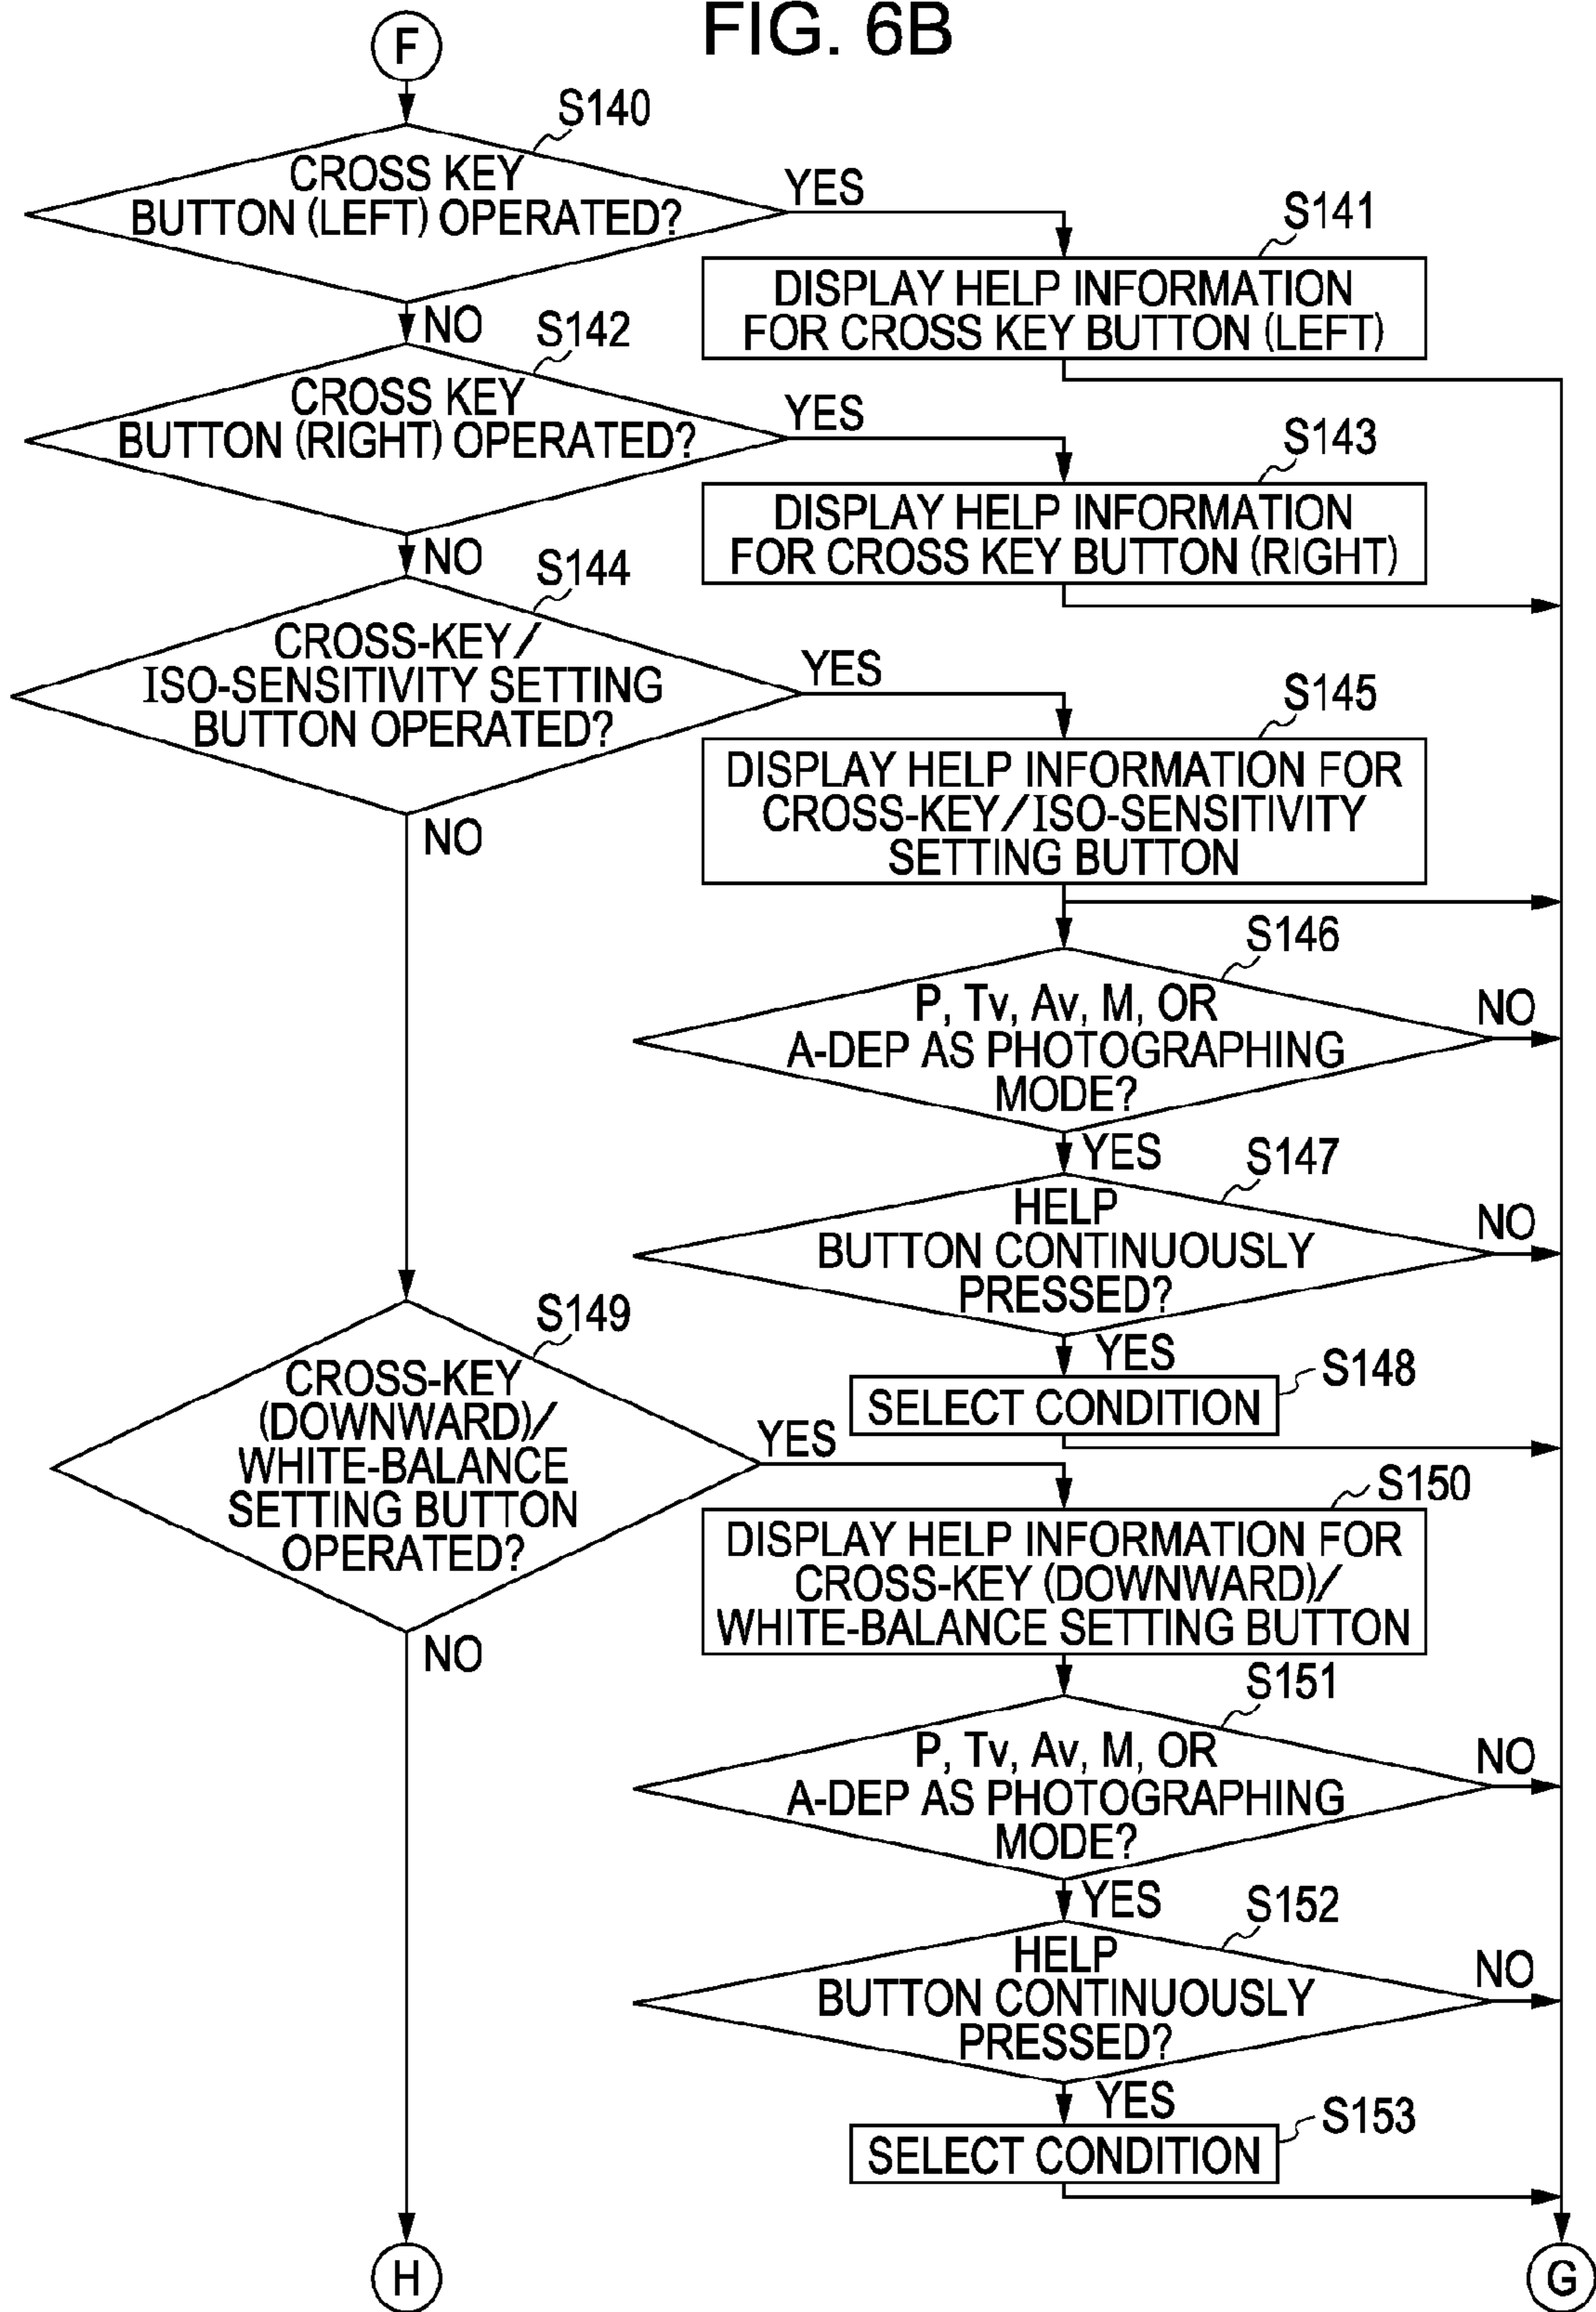 FIG. 6B
F
S140
CROSS KEY
BUTTON (LEFT) OPERATED?
YES
S141
DISPLAY HELP INFORMATION
FOR CROSS KEY BUTTON (LEFT)
NO
S142
CROSS KEY
BUTTON (RIGHT) OPERATED?
YES
S143
DISPLAY HELP INFORMATION
FOR CROSS KEY BUTTON (RIGHT)
NO
S144
CROSS-KEY/
ISO-SENSITIVITY SETTING
BUTTON OPERATED?
YES
S145
DISPLAY HELP INFORMATION FOR
CROSS-KEY/ISO-SENSITIVITY
SETTING BUTTON
NO
S146
P, Tv, Av, M, OR
A-DEP AS PHOTOGRAPHING
MODE?
NO
YES
S147
HELP
BUTTON CONTINUOUSLY
PRESSED?
NO
YES
S148
SELECT CONDITION
S149
CROSS-KEY
(DOWNWARD)/
WHITE-BALANCE
SETTING BUTTON
OPERATED?
YES
S150
DISPLAY HELP INFORMATION FOR
CROSS-KEY (DOWNWARD)/
WHITE-BALANCE SETTING BUTTON
NO
S151
P, Tv, Av, M, OR
A-DEP AS PHOTOGRAPHING
MODE?
NO
YES
S152
HELP
BUTTON CONTINUOUSLY
PRESSED?
NO
YES
S153
SELECT CONDITION
H
G